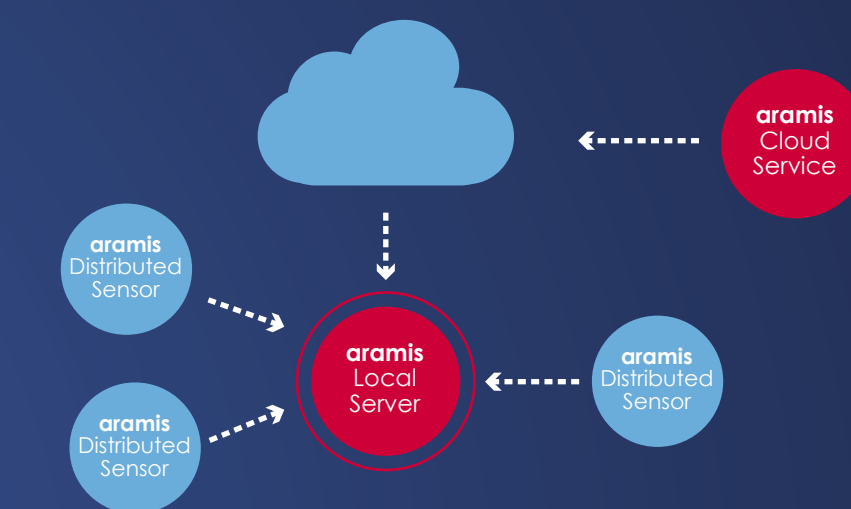 aramis
Cloud
Service
aramis
Distributed
Sensor
aramis
Local
Server
aramis
Distributed
Sensor
aramis
Distributed
Sensor